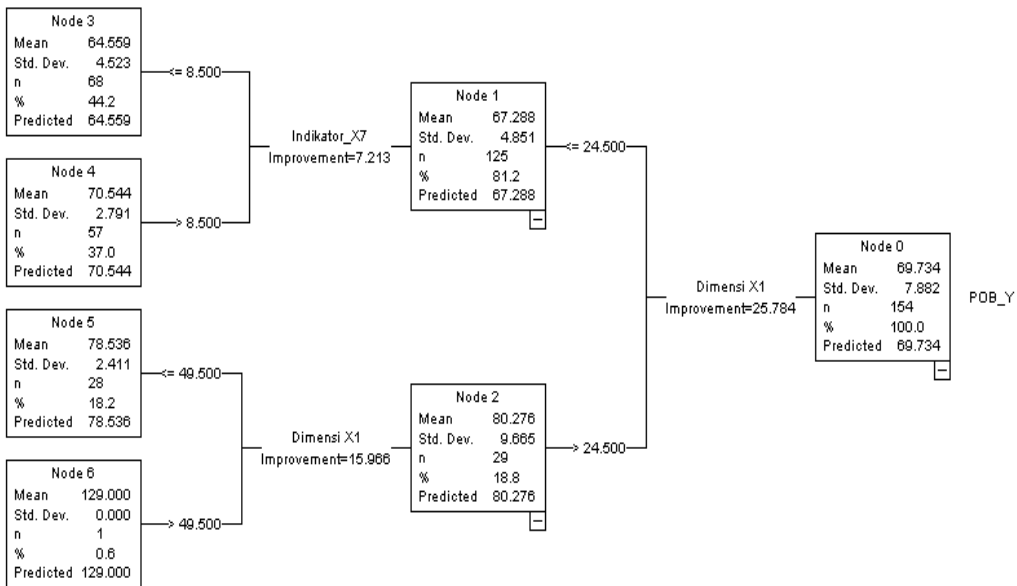 Node 3
Mean 64.559
Std. Dev. 4.523
n 68
% 44.2
Predicted 64.559
<= 8.500
Node 4
Mean 70.544
Std. Dev. 2.791
n 57
% 37.0
Predicted 70.544
> 8.500
Indikator_X7
Improvement=7.213
Node 1
Mean 67.288
Std. Dev. 4.851
n 125
% 81.2
Predicted 67.288
<= 24.500
Node 5
Mean 78.536
Std. Dev. 2.411
n 28
% 18.2
Predicted 78.536
<= 49.500
Node 6
Mean 129.000
Std. Dev. 0.000
n 1
% 0.6
Predicted 129.000
> 49.500
Dimensi X1
Improvement=15.966
Node 2
Mean 80.276
Std. Dev. 9.665
n 29
% 18.8
Predicted 80.276
> 24.500
Dimensi X1
Improvement=25.784
Node 0
Mean 69.734
Std. Dev. 7.882
n 154
% 100.0
Predicted 69.734
POB_Y